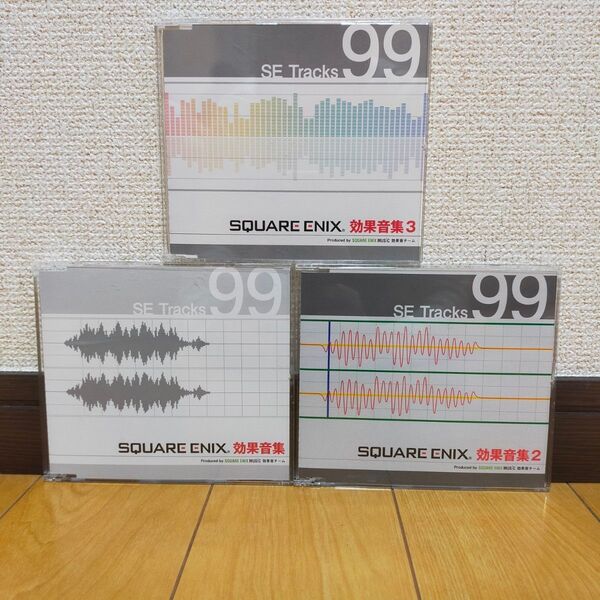 SE Tracks 99
SQUARE ENIX® 効果音集3
Produced by SQUARE ENIX MUSIC 効果音チーム
SE Tracks 99
SQUARE ENIX® 効果音集
Produced by SQUARE ENIX MUSIC 効果音チーム
SE Tracks 99
SQUARE ENIX® 効果音集2
Produced by SQUARE ENIX MUSIC 効果音チーム